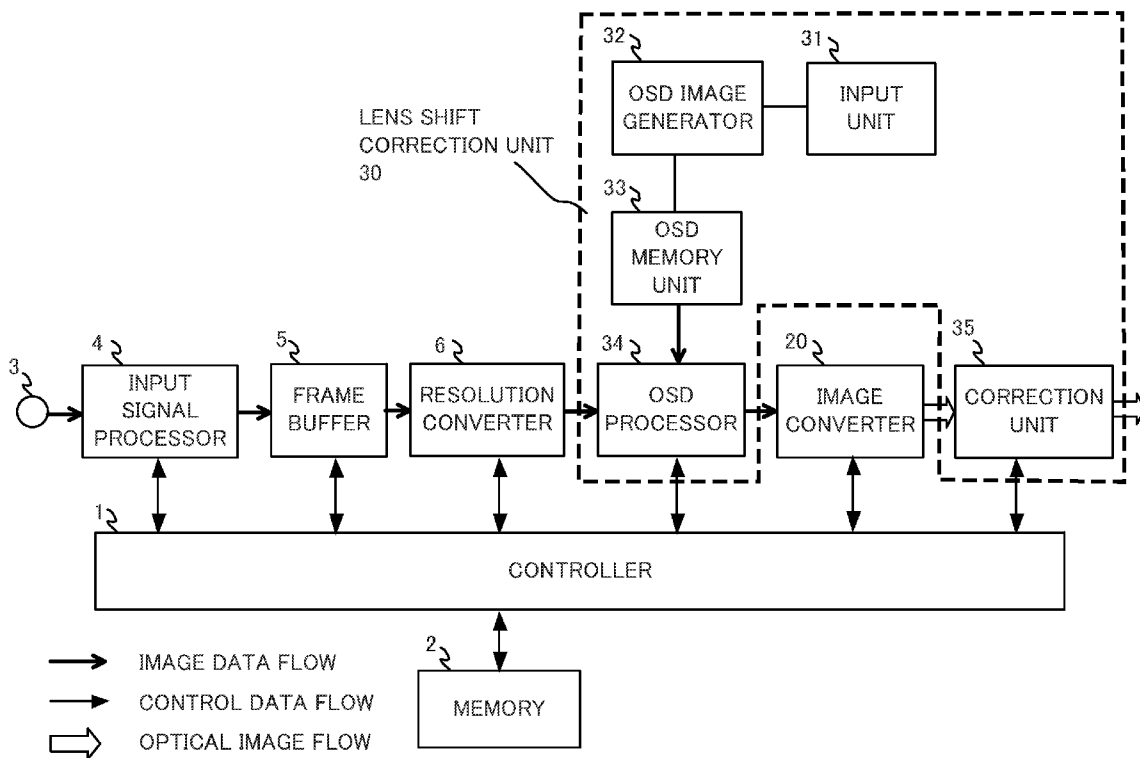 32
OSD IMAGE
GENERATOR
31
INPUT
UNIT
LENS SHIFT
CORRECTION UNIT
30
33
OSD
MEMORY
UNIT
3
4
INPUT
SIGNAL
PROCESSOR
5
FRAME
BUFFER
6
RESOLUTION
CONVERTER
34
OSD
PROCESSOR
20
IMAGE
CONVERTER
35
CORRECTION
UNIT
1
CONTROLLER
2
MEMORY
IMAGE DATA FLOW
CONTROL DATA FLOW
OPTICAL IMAGE FLOW